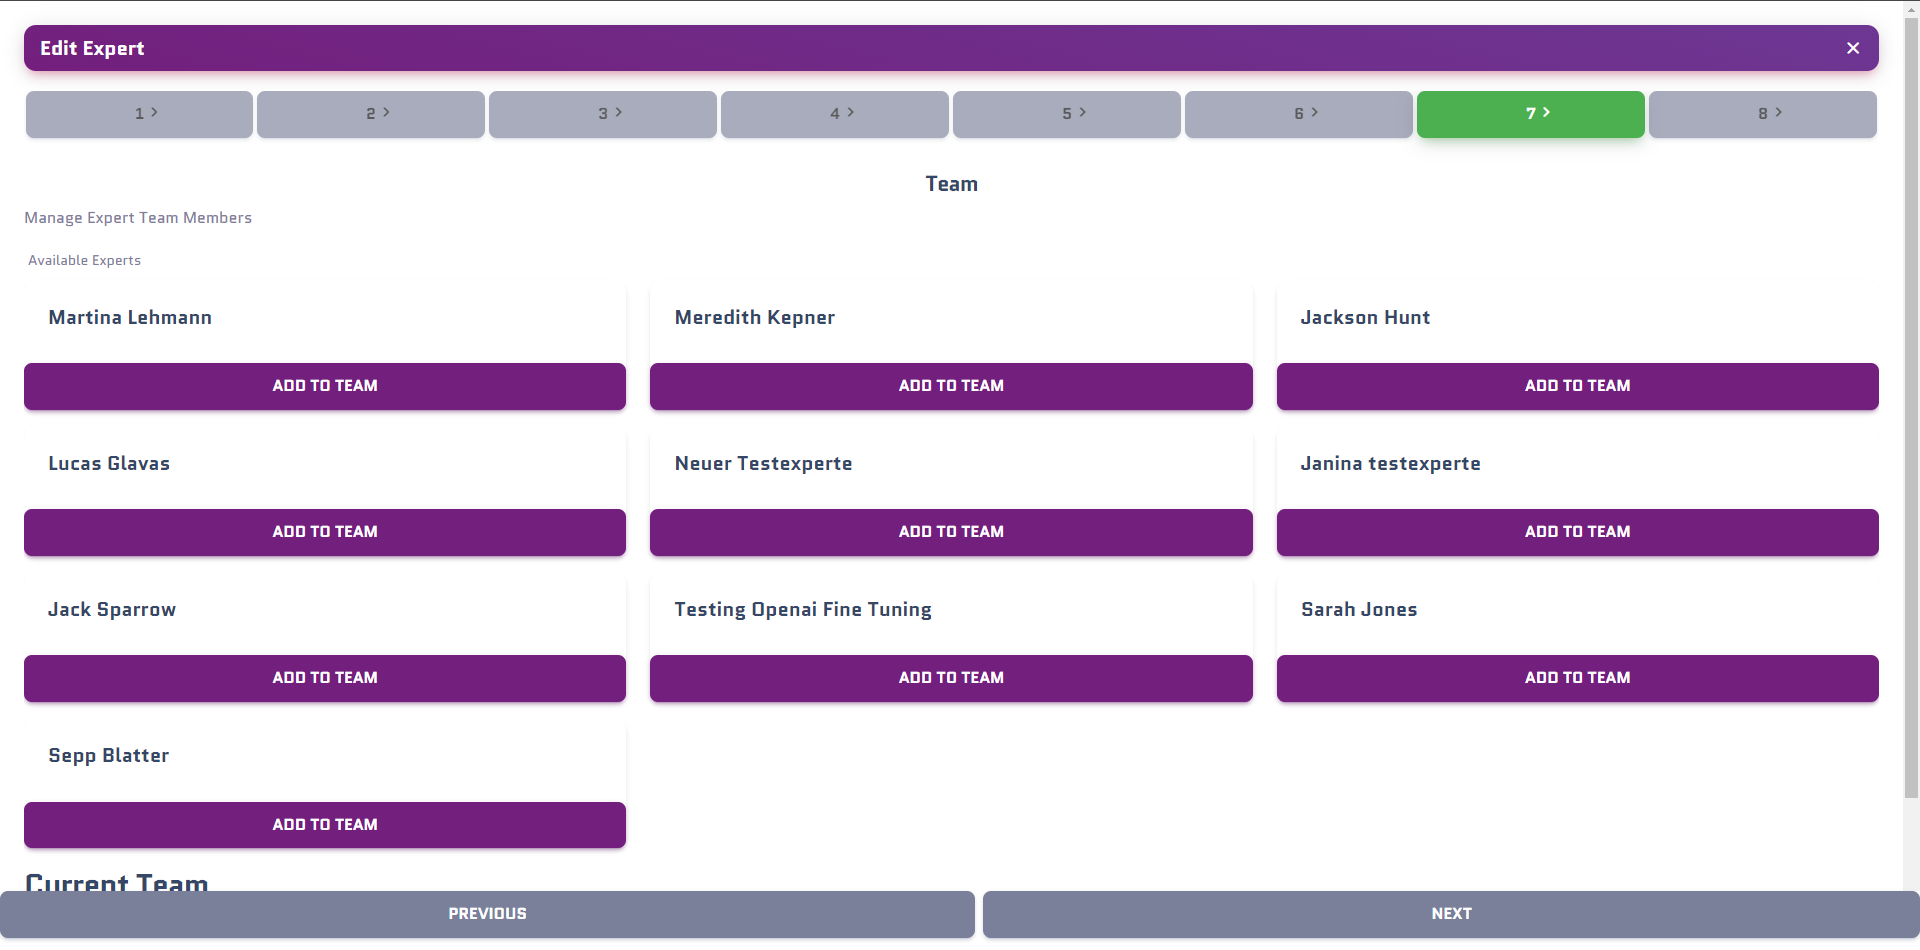 Edit Expert
1
2
3
4
5
6
7
8
Team
Manage Expert Team Members
Available Experts
Martina Lehmann
Meredith Kepner
Jackson Hunt
ADD TO TEAM
ADD TO TEAM
ADD TO TEAM
Lucas Glavas
Neuer Testexperte
Janina testexperte
ADD TO TEAM
ADD TO TEAM
ADD TO TEAM
Jack Sparrow
Testing Openai Fine Tuning
Sarah Jones
ADD TO TEAM
ADD TO TEAM
ADD TO TEAM
Sepp Blatter
ADD TO TEAM
Current Team
PREVIOUS
NEXT